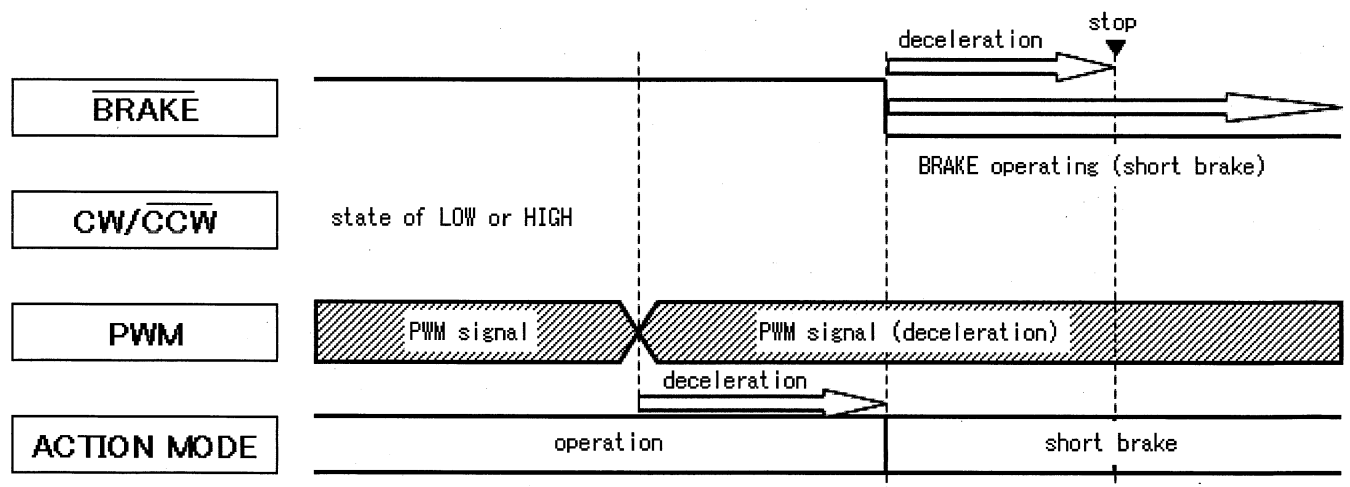 stop
deceleration
BRAKE
BRAKE operating (short brake)
CW/CCW
state of LOW or HIGH
PWM
PWM signal
PWM signal (deceleration)
deceleration
ACTION MODE
operation
short brake